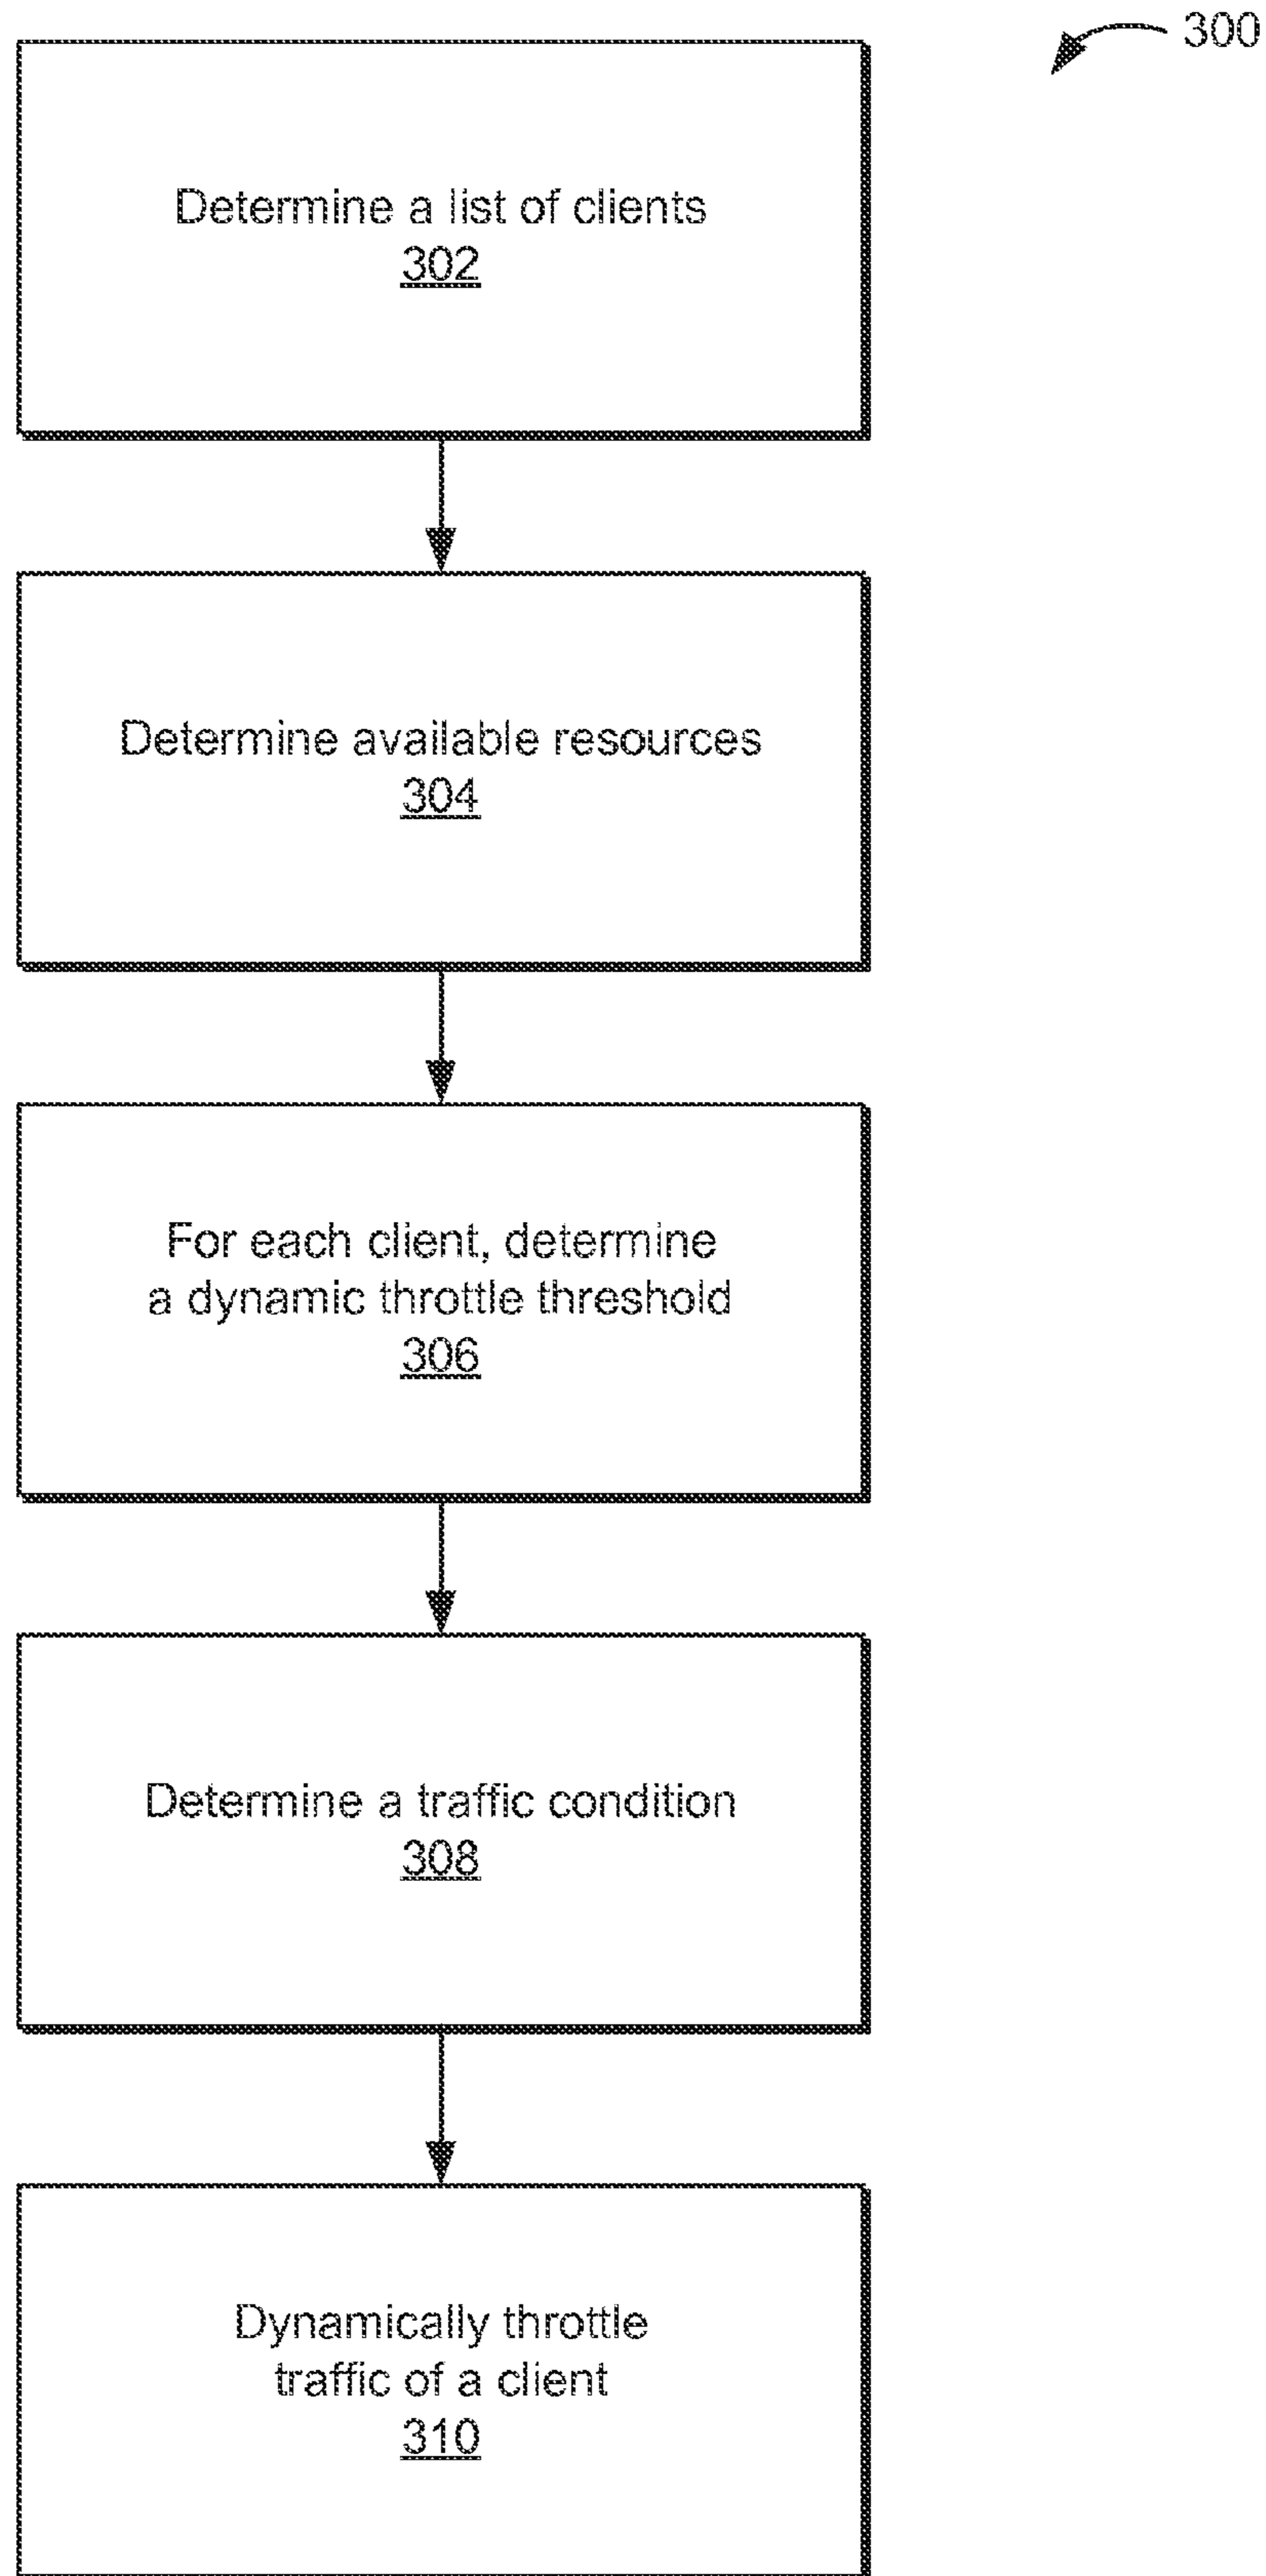 300
Determine a list of clients
302
Determine available resources
304
For each client, determine
a dynamic throttle threshold
306
Determine a traffic condition
308
Dynamically throttle
traffic of a client
310